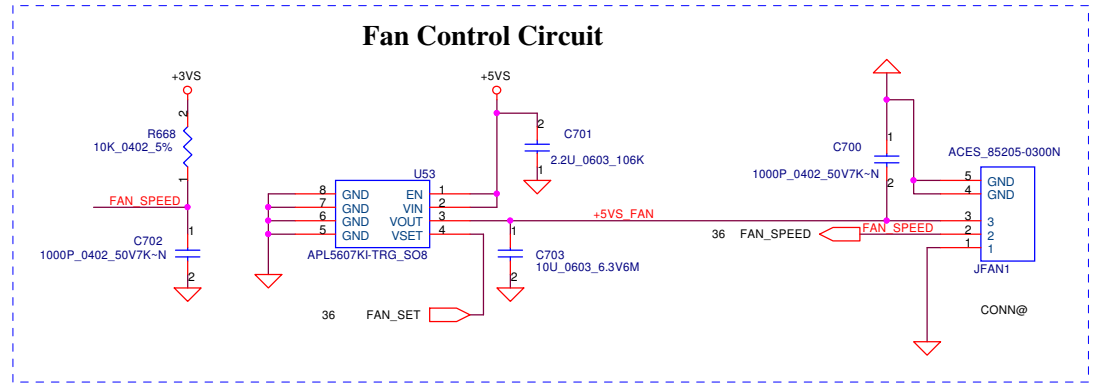 Fan Control Circuit
+3VS
2
R668
10K_0402_5%
1
FAN_SPEED
C702
1
1000P_0402_50V7K~N
2
+5VS
2
C701
2.2U_0603_106K
1
U53
8 GND EN 1
7 GND VIN 2
6 GND VOUT 3
5 GND VSET 4
APL5607KI-TRG_SO8
+5VS_FAN
1
C703
10U_0603_6.3V6M
2
36 FAN_SET
1
C700
1000P_0402_50V7K~N
2
ACES_85205-0300N
5 GND
4 GND
3 3
36 FAN_SPEED FAN_SPEED 2 2
1 1
JFAN1
CONN@